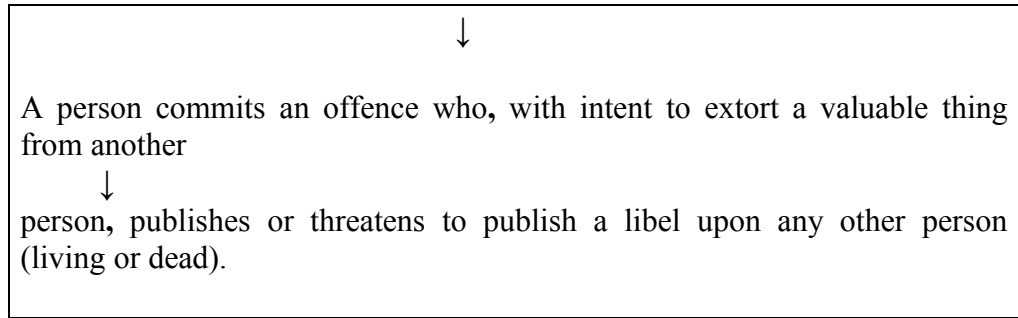 ↓
A person commits an offence who, with intent to extort a valuable thing
from another
↓
person, publishes or threatens to publish a libel upon any other person
(living or dead).